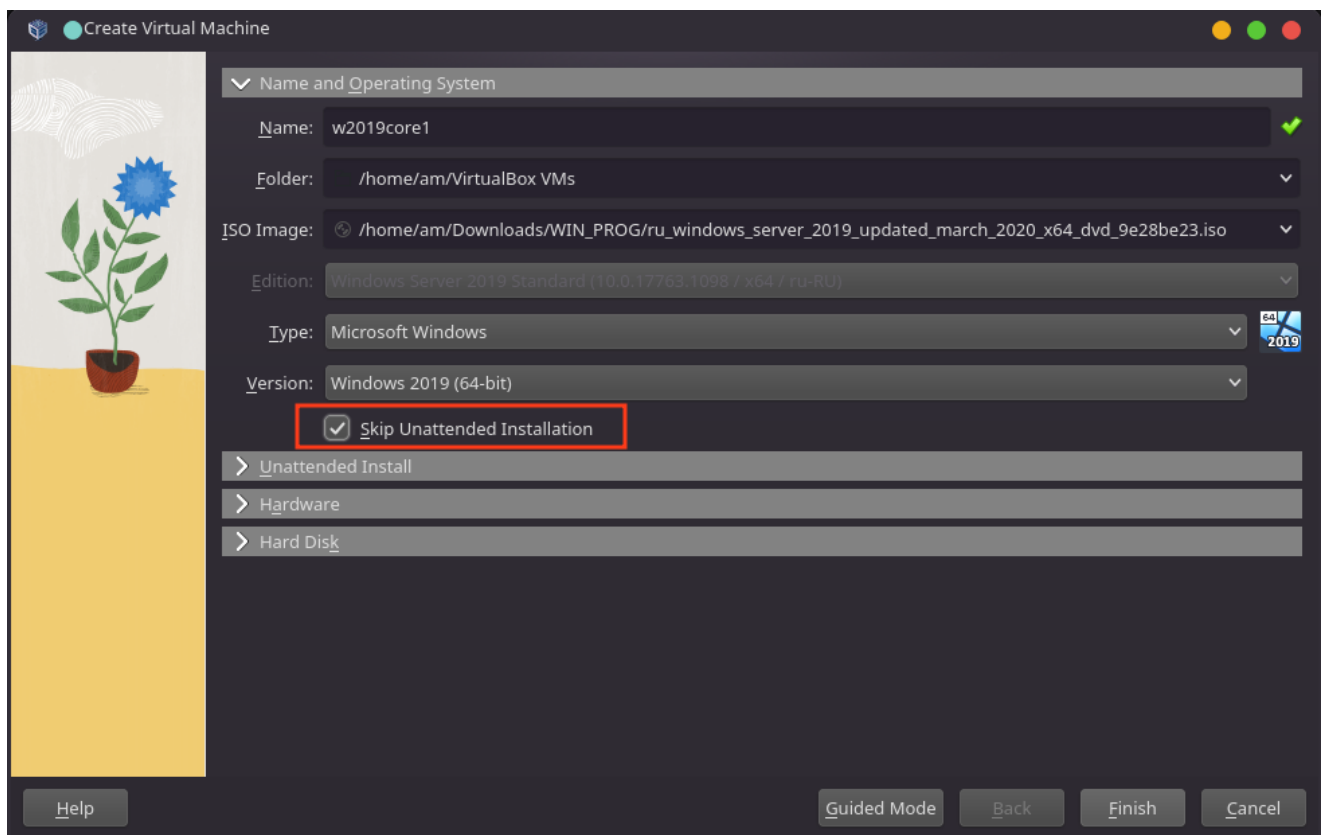 Create Virtual Machine
Name and Operating System
Name: w2019core1
Folder: /home/am/VirtualBox VMs
ISO Image: /home/am/Downloads/WIN_PROG/ru_windows_server_2019_updated_march_2020_x64_dvd_9e28be23.iso
Edition: Windows Server 2019 Standard (10.0.17763.1098 / x64 / ru-RU)
Type: Microsoft Windows
64
2019
Version: Windows 2019 (64-bit)
Skip Unattended Installation
Unattended Install
Hardware
Hard Disk
Help Guided Mode Back Finish Cancel